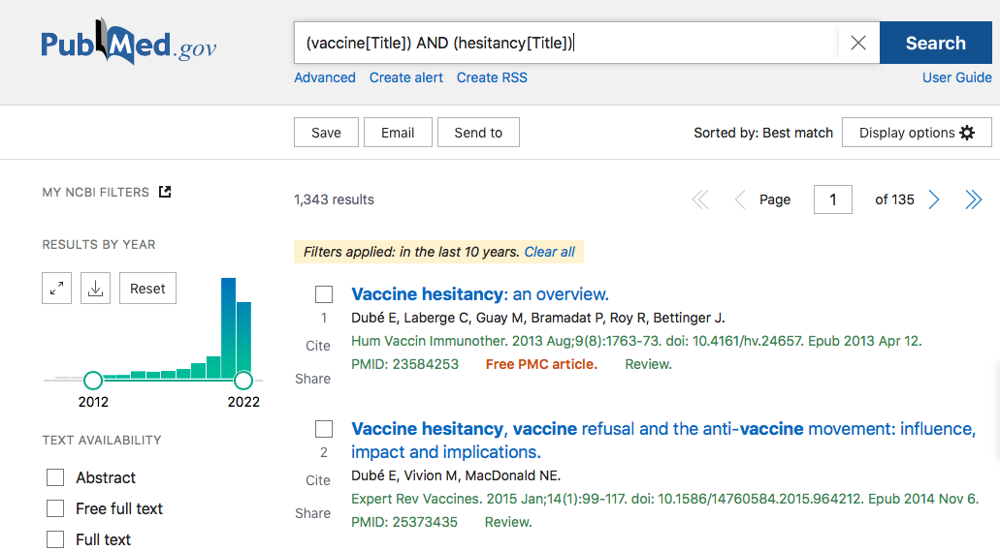 PubMed.gov
(vaccine[Title]) AND (hesitancy[Title])
Search
Advanced Create alert Create RSS
User Guide
Save Email Send to
Sorted by: Best match
Display options
MY NCBI FILTERS
1,343 results
Page 1 of 135
RESULTS BY YEAR
Reset
2012 2022
TEXT AVAILABILITY
Abstract
Free full text
Full text
Filters applied: in the last 10 years. Clear all
Vaccine hesitancy: an overview.
1
Dubé E, Laberge C, Guay M, Bramadat P, Roy R, Bettinger J.
Cite
Hum Vaccin Immunother. 2013 Aug;9(8):1763-73. doi: 10.4161/hv.24657. Epub 2013 Apr 12.
PMID: 23584253 Free PMC article. Review.
Share
Vaccine hesitancy, vaccine refusal and the anti-vaccine movement: influence,
impact and implications.
2
Dubé E, Vivion M, MacDonald NE.
Cite
Expert Rev Vaccines. 2015 Jan;14(1):99-117. doi: 10.1586/14760584.2015.964212. Epub 2014 Nov 6.
Share
PMID: 25373435 Review.